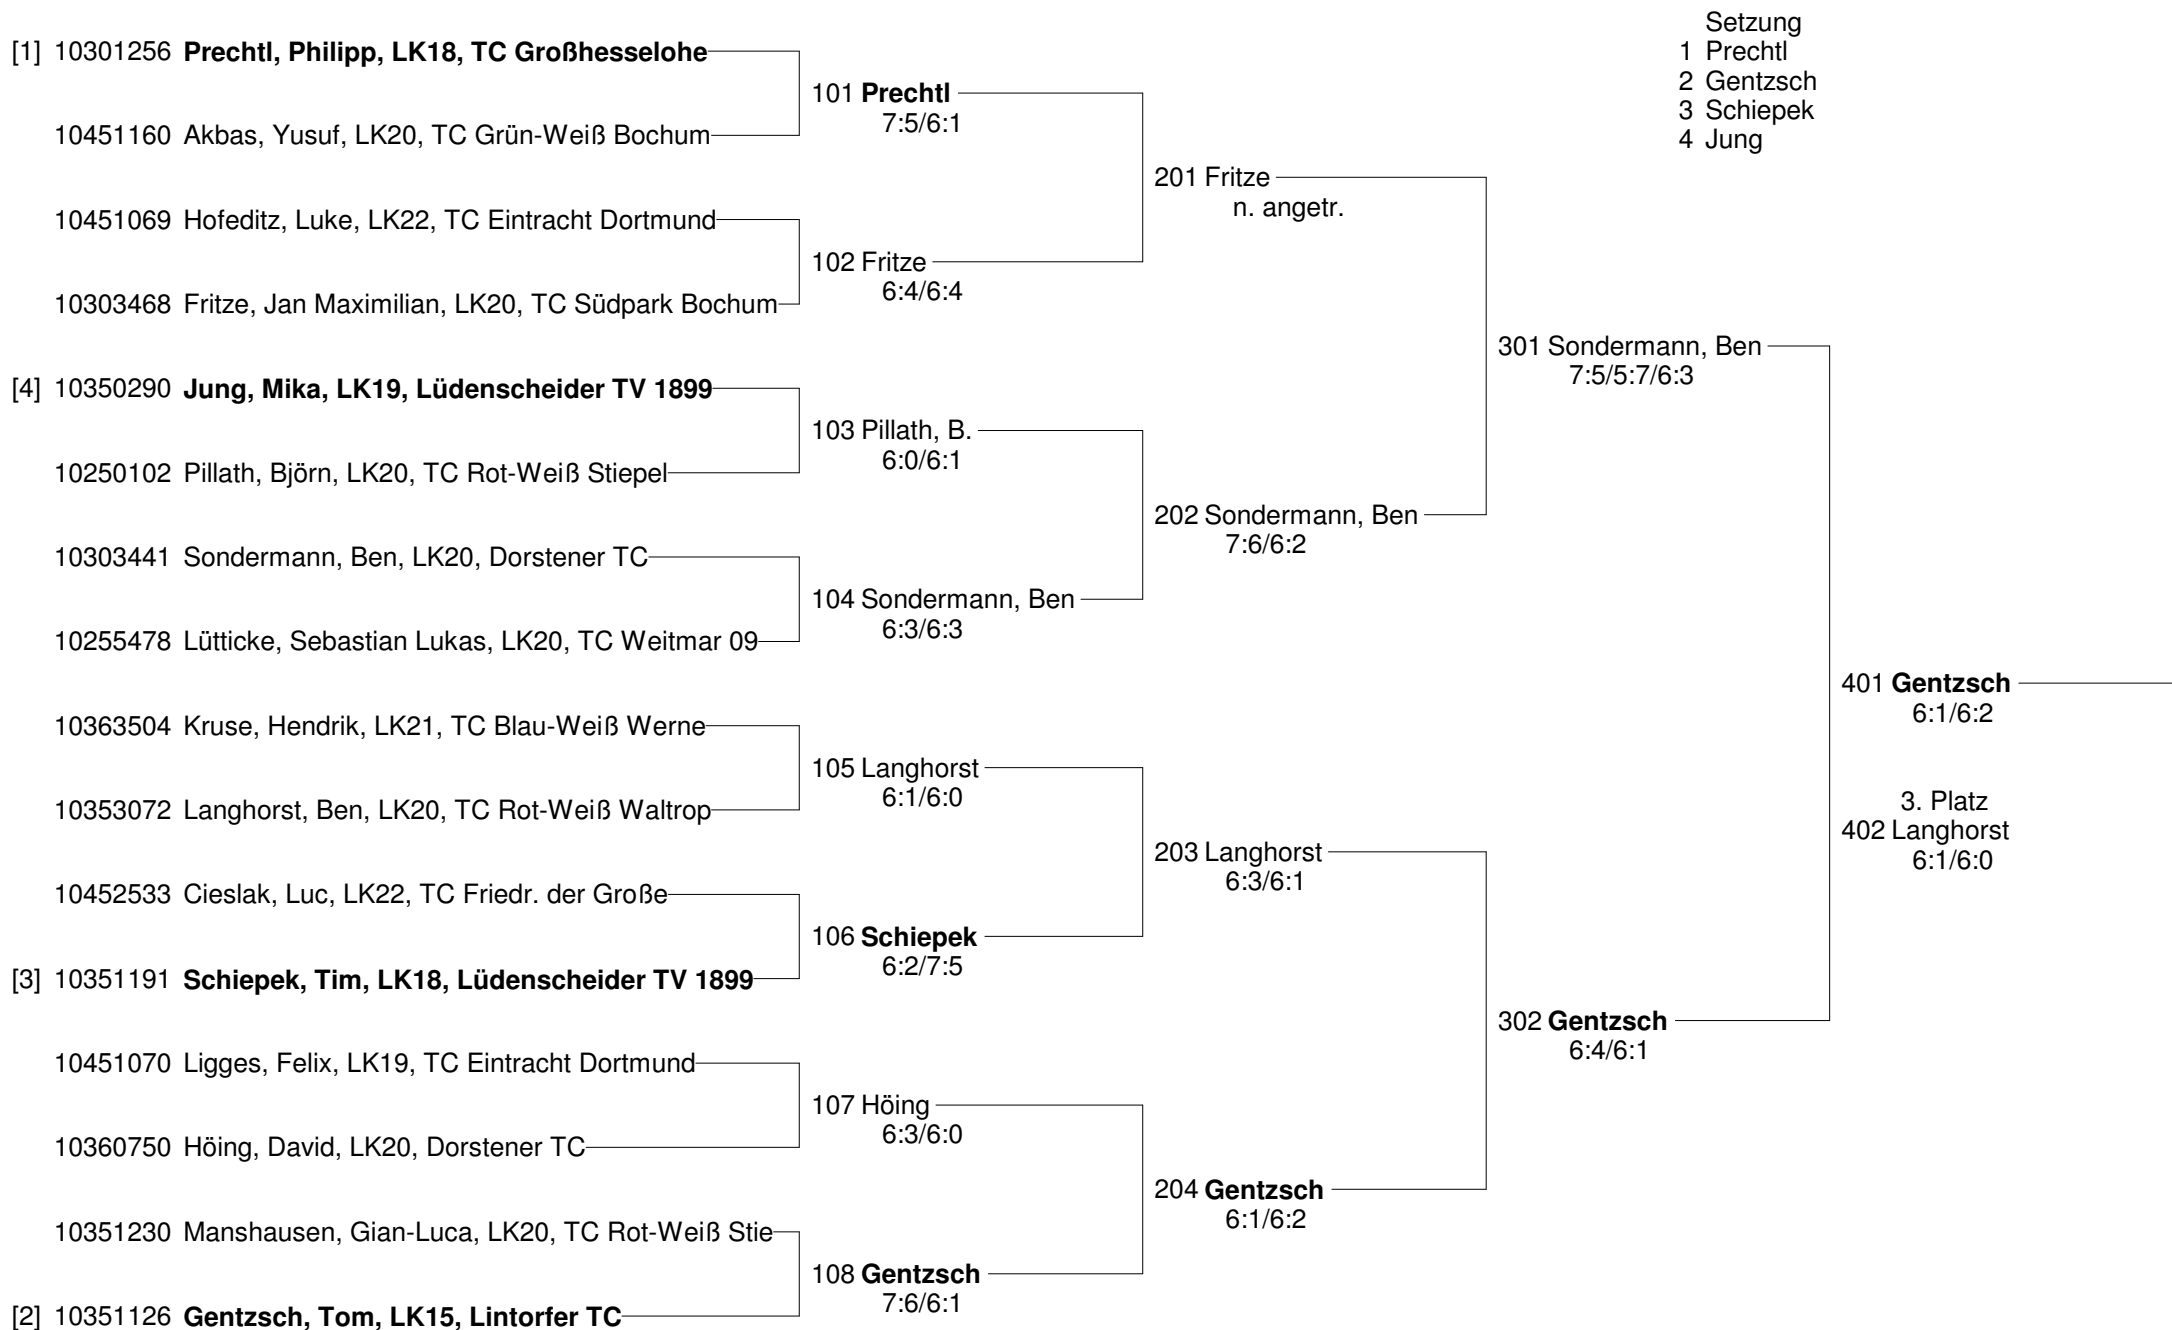 Setzung
1 Prechtl
2 Gentzsch
3 Schiepek
4 Jung
[1] 10301256 Prechtl, Philipp, LK18, TC Großhesselohe
10451160 Akbas, Yusuf, LK20, TC Grün-Weiß Bochum
10451069 Hofeditz, Luke, LK22, TC Eintracht Dortmund
10303468 Fritze, Jan Maximilian, LK20, TC Südpark Bochum
[4] 10350290 Jung, Mika, LK19, Lüdenscheider TV 1899
10250102 Pillath, Björn, LK20, TC Rot-Weiß Stiepel
10303441 Sondermann, Ben, LK20, Dorstener TC
10255478 Lütticke, Sebastian Lukas, LK20, TC Weitmar 09
10363504 Kruse, Hendrik, LK21, TC Blau-Weiß Werne
10353072 Langhorst, Ben, LK20, TC Rot-Weiß Waltrop
10452533 Cieslak, Luc, LK22, TC Friedr. der Große
[3] 10351191 Schiepek, Tim, LK18, Lüdenscheider TV 1899
10451070 Ligges, Felix, LK19, TC Eintracht Dortmund
10360750 Höing, David, LK20, Dorstener TC
10351230 Manshausen, Gian-Luca, LK20, TC Rot-Weiß Stie
[2] 10351126 Gentzsch, Tom, LK15, Lintorfer TC
101 Prechtl
7:5/6:1
102 Fritze
6:4/6:4
103 Pillath, B.
6:0/6:1
104 Sondermann, Ben
6:3/6:3
105 Langhorst
6:1/6:0
106 Schiepek
6:2/7:5
107 Höing
6:3/6:0
108 Gentzsch
7:6/6:1
201 Fritze
n. angetr.
202 Sondermann, Ben
7:6/6:2
203 Langhorst
6:3/6:1
204 Gentzsch
6:1/6:2
301 Sondermann, Ben
7:5/5:7/6:3
302 Gentzsch
6:4/6:1
401 Gentzsch
6:1/6:2
3. Platz
402 Langhorst
6:1/6:0